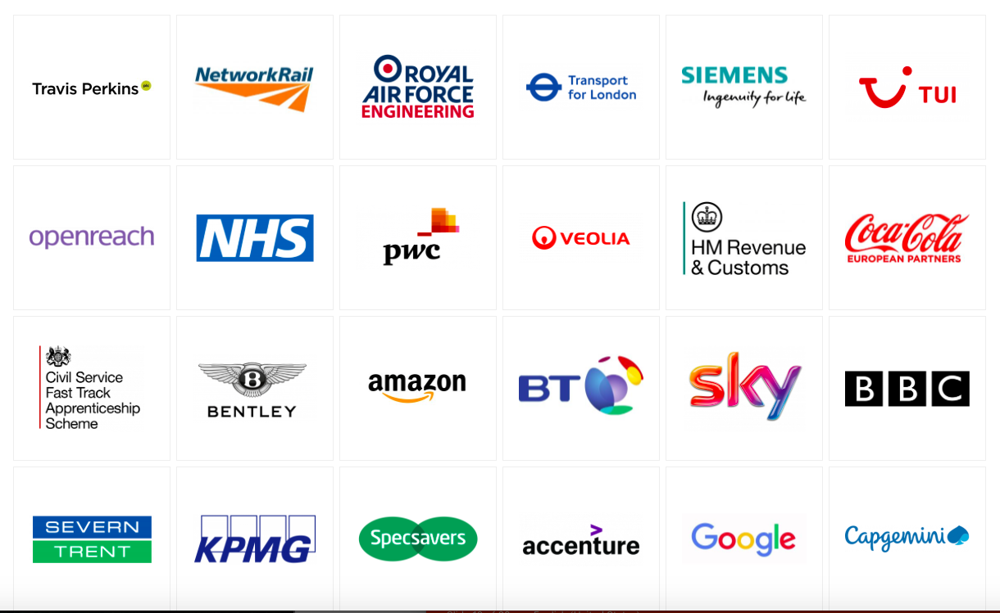 Travis Perkins plc
NetworkRail
ROYAL
AIR FORCE
ENGINEERING
Transport
for London
SIEMENS
Ingenuity for life
TUI
openreach
NHS
pwc
VEOLIA
HM Revenue
& Customs
Coca-Cola
EUROPEAN PARTNERS
Civil Service
Fast Track
Apprenticeship
Scheme
B
BENTLEY
amazon
BT
sky
BBC
SEVERN
TRENT
KPMG
Specsavers
accenture
Google
Capgemini